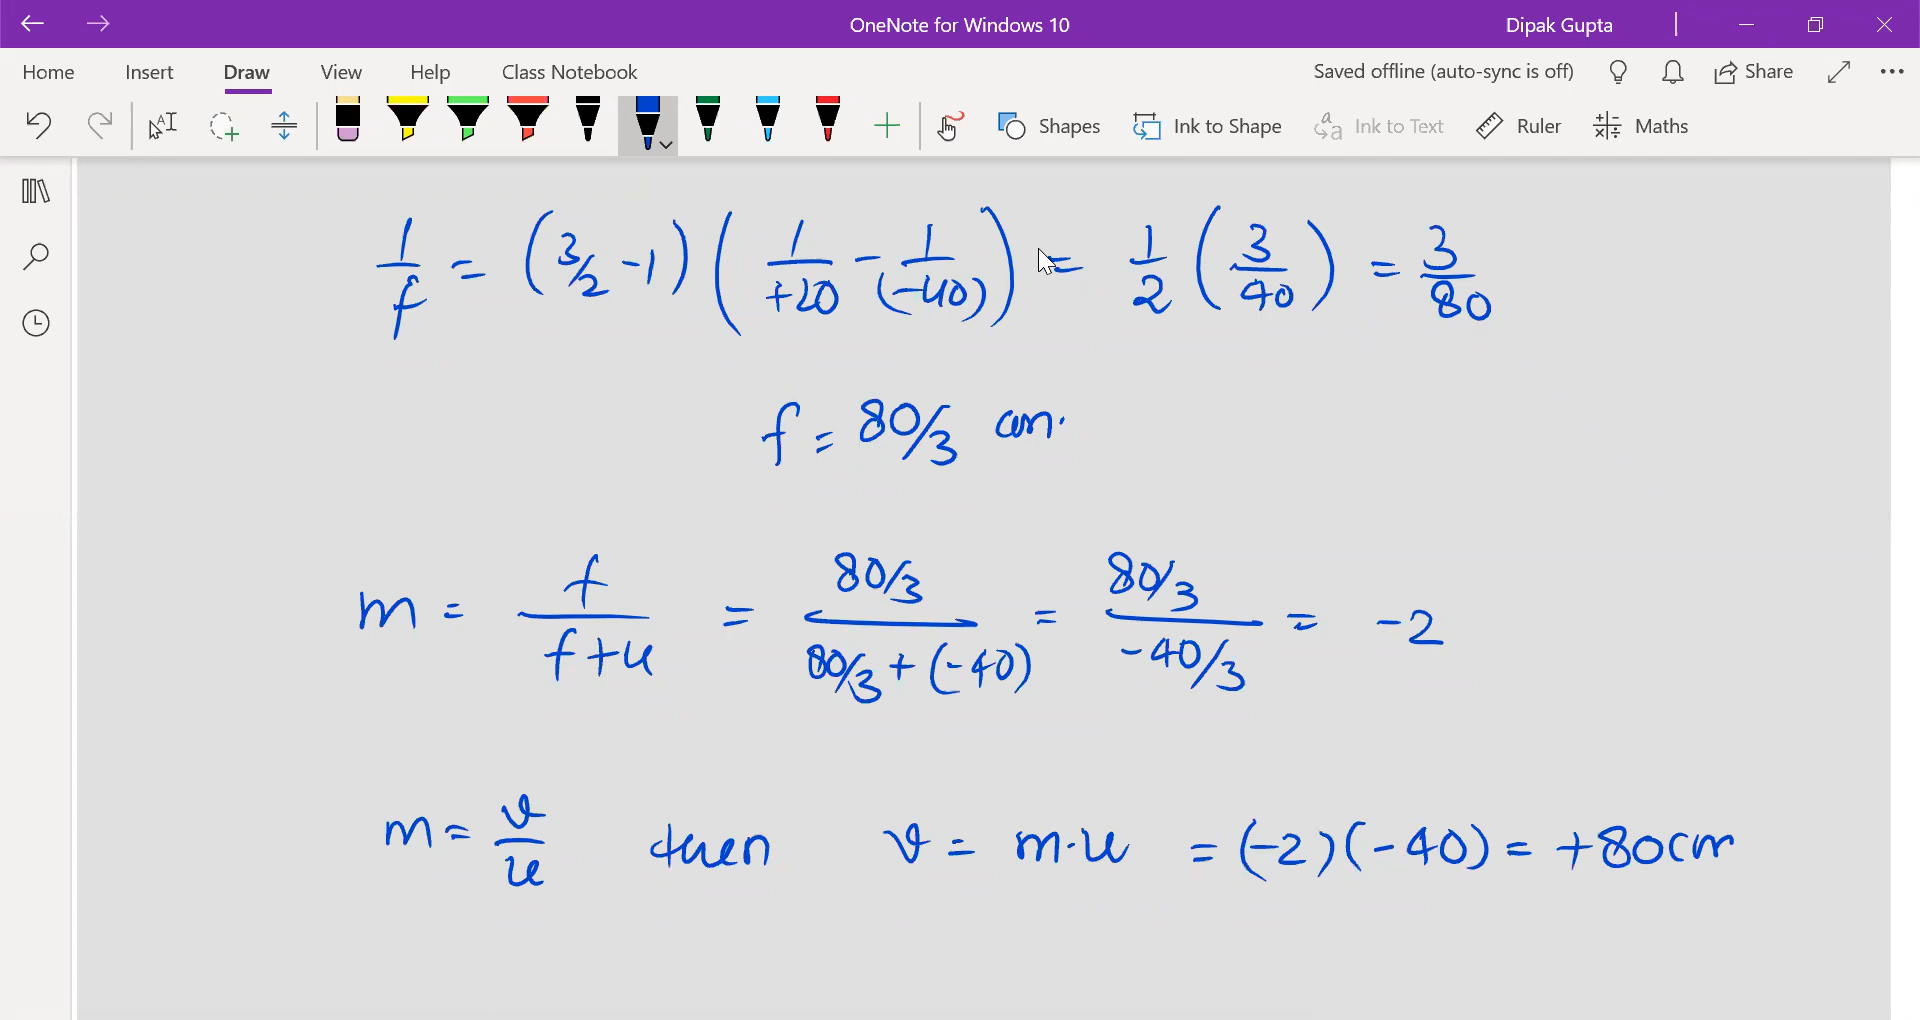 OneNote for Windows 10
Dipak Gupta
Home Insert Draw View Help Class Notebook Saved offline (auto-sync is off) Share
Shapes Ink to Shape Ink to Text Ruler Maths
1/f = (3/2 - 1) (1/+20 - 1/(-40)) = 1/2 (3/40) = 3/80
f = 80/3 cm.
m = f/(f+u) = (80/3)/(80/3 + (-40)) = (80/3)/(-40/3) = -2
m = v/u then v = m·u = (-2)(-40) = +80cm